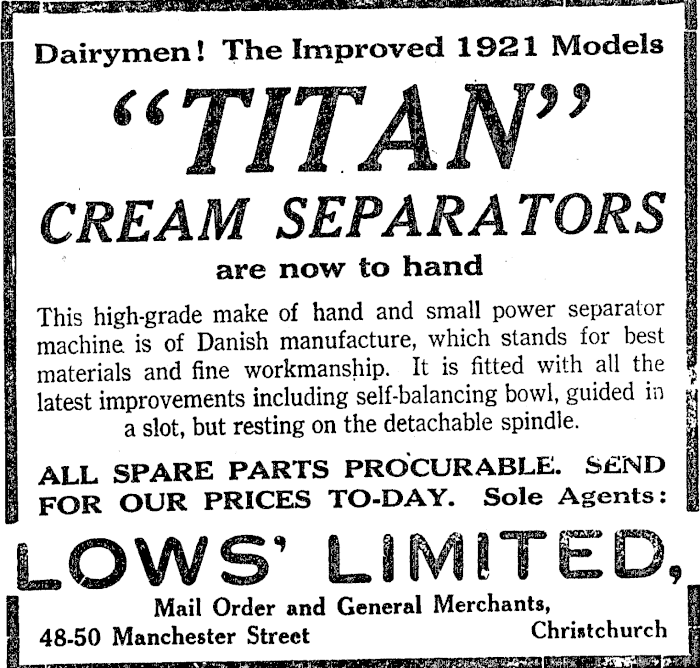 Dairymen! The Improved 1921 Models
"TITAN"
CREAM SEPARATORS
are now to hand
This high-grade make of hand and small power separator
machine is of Danish manufacture, which stands for best
materials and fine workmanship. It is fitted with all the
latest improvements including self-balancing bowl, guided in
a slot, but resting on the detachable spindle.
ALL SPARE PARTS PROCURABLE. SEND
FOR OUR PRICES TO-DAY. Sole Agents:
LOWS' LIMITED,
Mail Order and General Merchants,
48-50 Manchester Street Christchurch